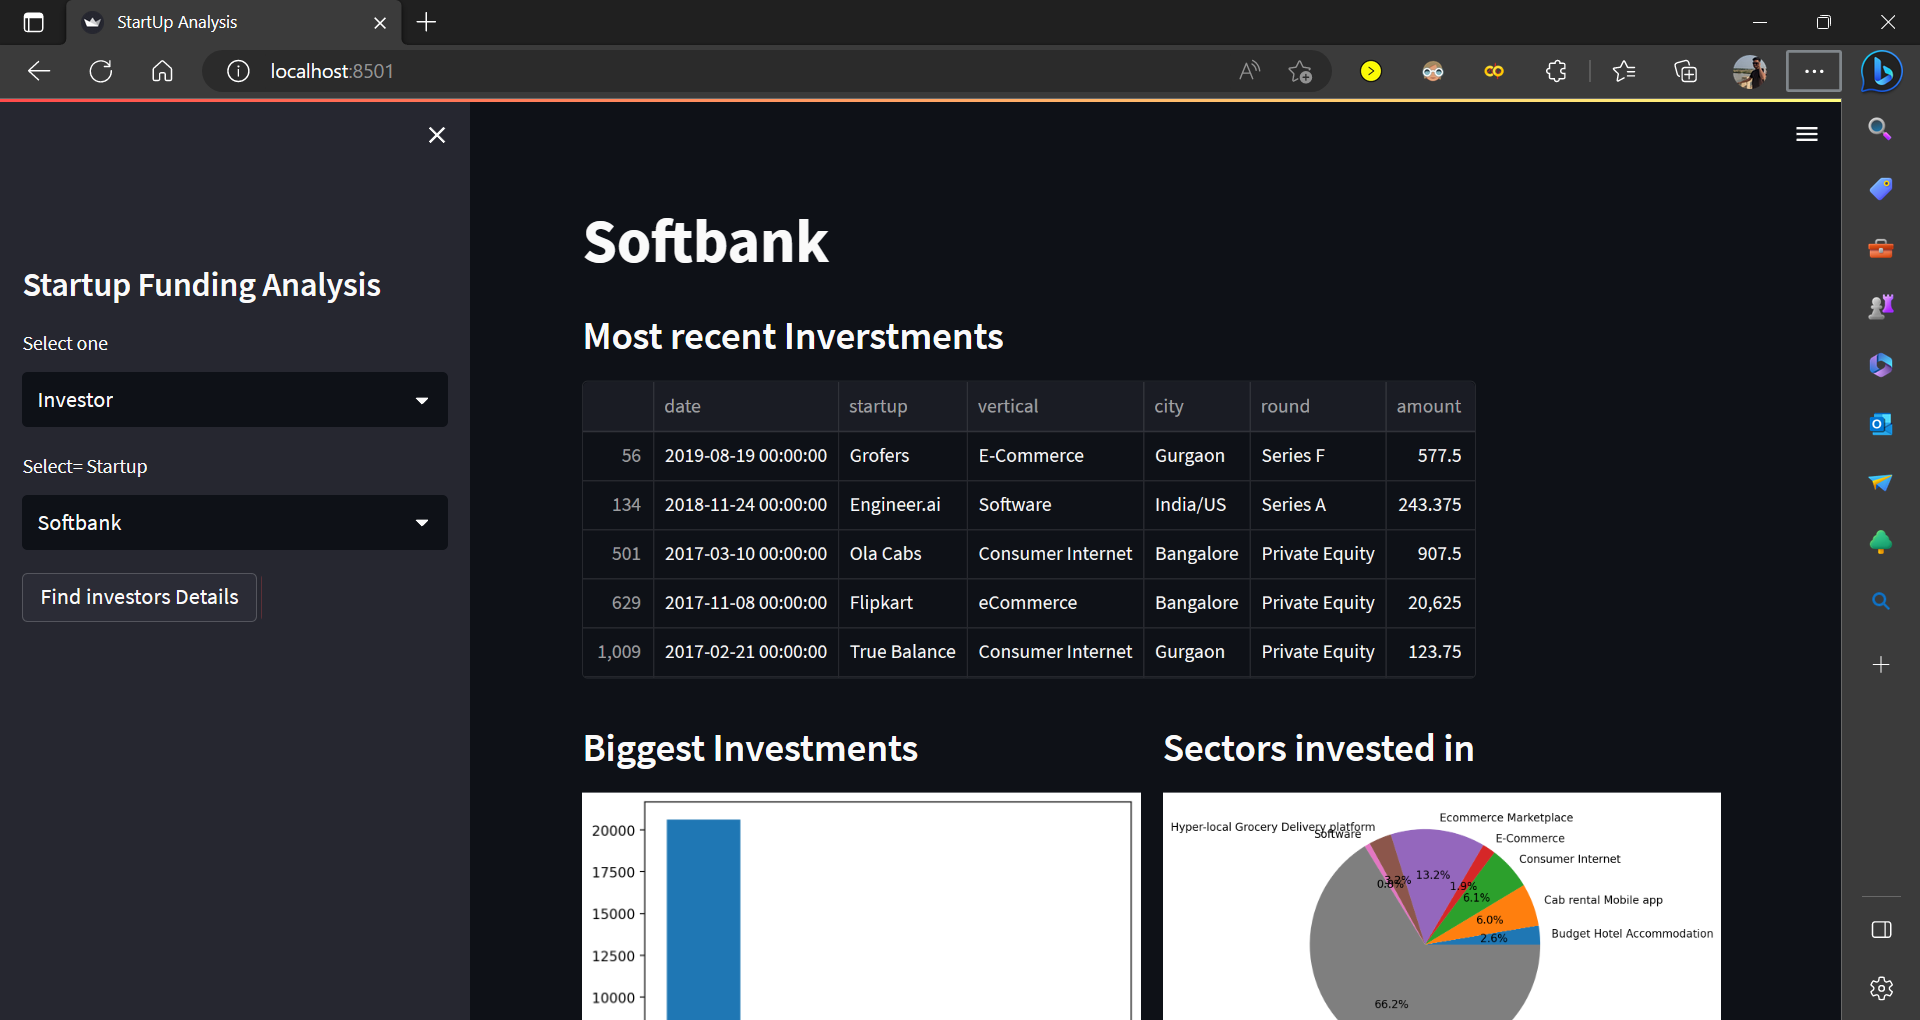 StartUp Analysis
localhost:8501
Startup Funding Analysis
Select one
Investor
Select= Startup
Softbank
Find investors Details
Softbank
Most recent Inverstments
date startup vertical city round amount
56 2019-08-19 00:00:00 Grofers E-Commerce Gurgaon Series F 577.5
134 2018-11-24 00:00:00 Engineer.ai Software India/US Series A 243.375
501 2017-03-10 00:00:00 Ola Cabs Consumer Internet Bangalore Private Equity 907.5
629 2017-11-08 00:00:00 Flipkart eCommerce Bangalore Private Equity 20,625
1,009 2017-02-21 00:00:00 True Balance Consumer Internet Gurgaon Private Equity 123.75
Biggest Investments
20000
17500
15000
12500
10000
Sectors invested in
Ecommerce Marketplace
Hyper-local Grocery Delivery platform
Software
E-Commerce
Consumer Internet
Cab rental Mobile app
Budget Hotel Accommodation
13.2%
3.2%
0.8%
1.9%
6.1%
6.0%
2.6%
66.2%